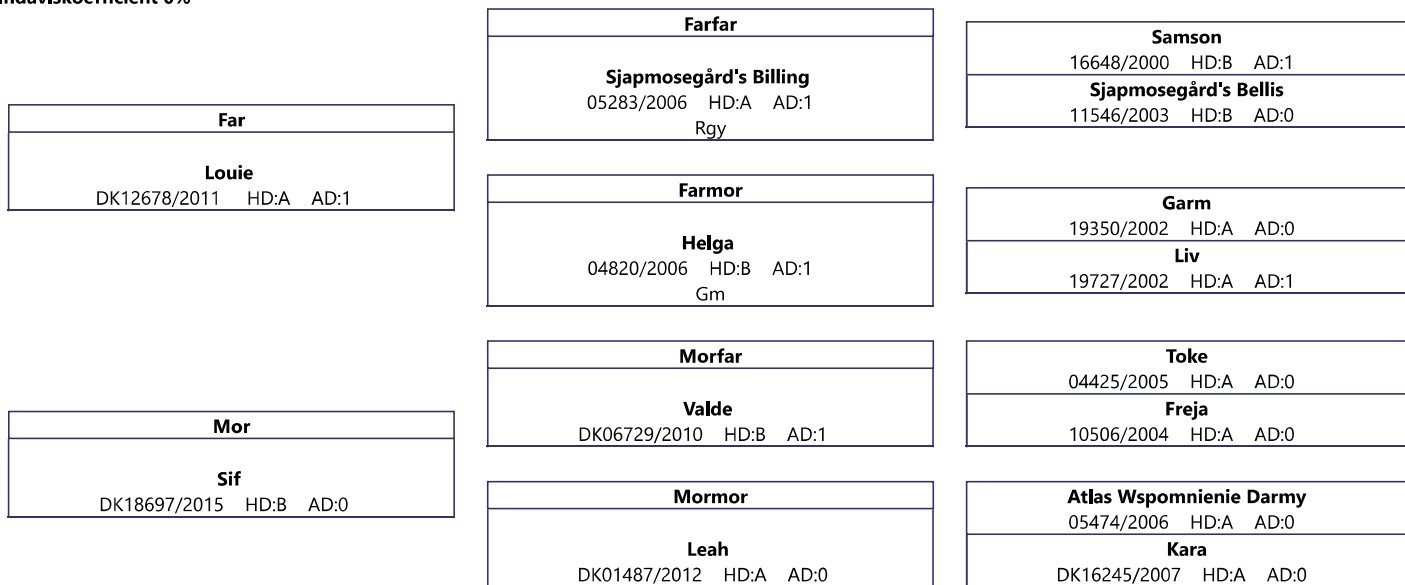 Indavlskoefficient 0%
Far
Louie
DK12678/2011 HD:A AD:1
Mor
Sif
DK18697/2015 HD:B AD:0
Farfar
Sjapmosegård's Billing
05283/2006 HD:A AD:1
Rgy
Farmor
Helga
04820/2006 HD:B AD:1
Gm
Morfar
Valde
DK06729/2010 HD:B AD:1
Mormor
Leah
DK01487/2012 HD:A AD:0
Samson
16648/2000 HD:B AD:1
Sjapmosegård's Bellis
11546/2003 HD:B AD:0
Garm
19350/2002 HD:A AD:0
Liv
19727/2002 HD:A AD:1
Toke
04425/2005 HD:A AD:0
Freja
10506/2004 HD:A AD:0
Atlas Wspomnienie Darmy
05474/2006 HD:A AD:0
Kara
DK16245/2007 HD:A AD:0